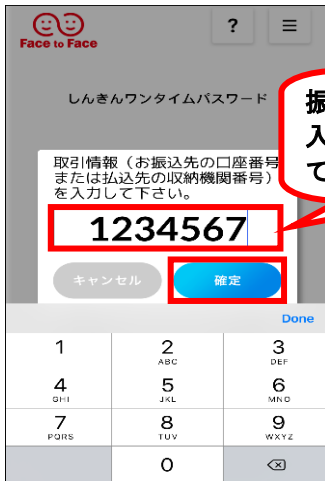 Face to Face
?
しんきんワンタイムパスワード
振
入
て
取引情報（お振込先の口座番号
または払込先の収納機関番号）
を入力して下さい。
1234567
キャンセル
確定
Done
1
2
ABC
3
DEF
4
GHI
5
JKL
6
MNO
7
PQRS
8
TUV
9
WXYZ
0